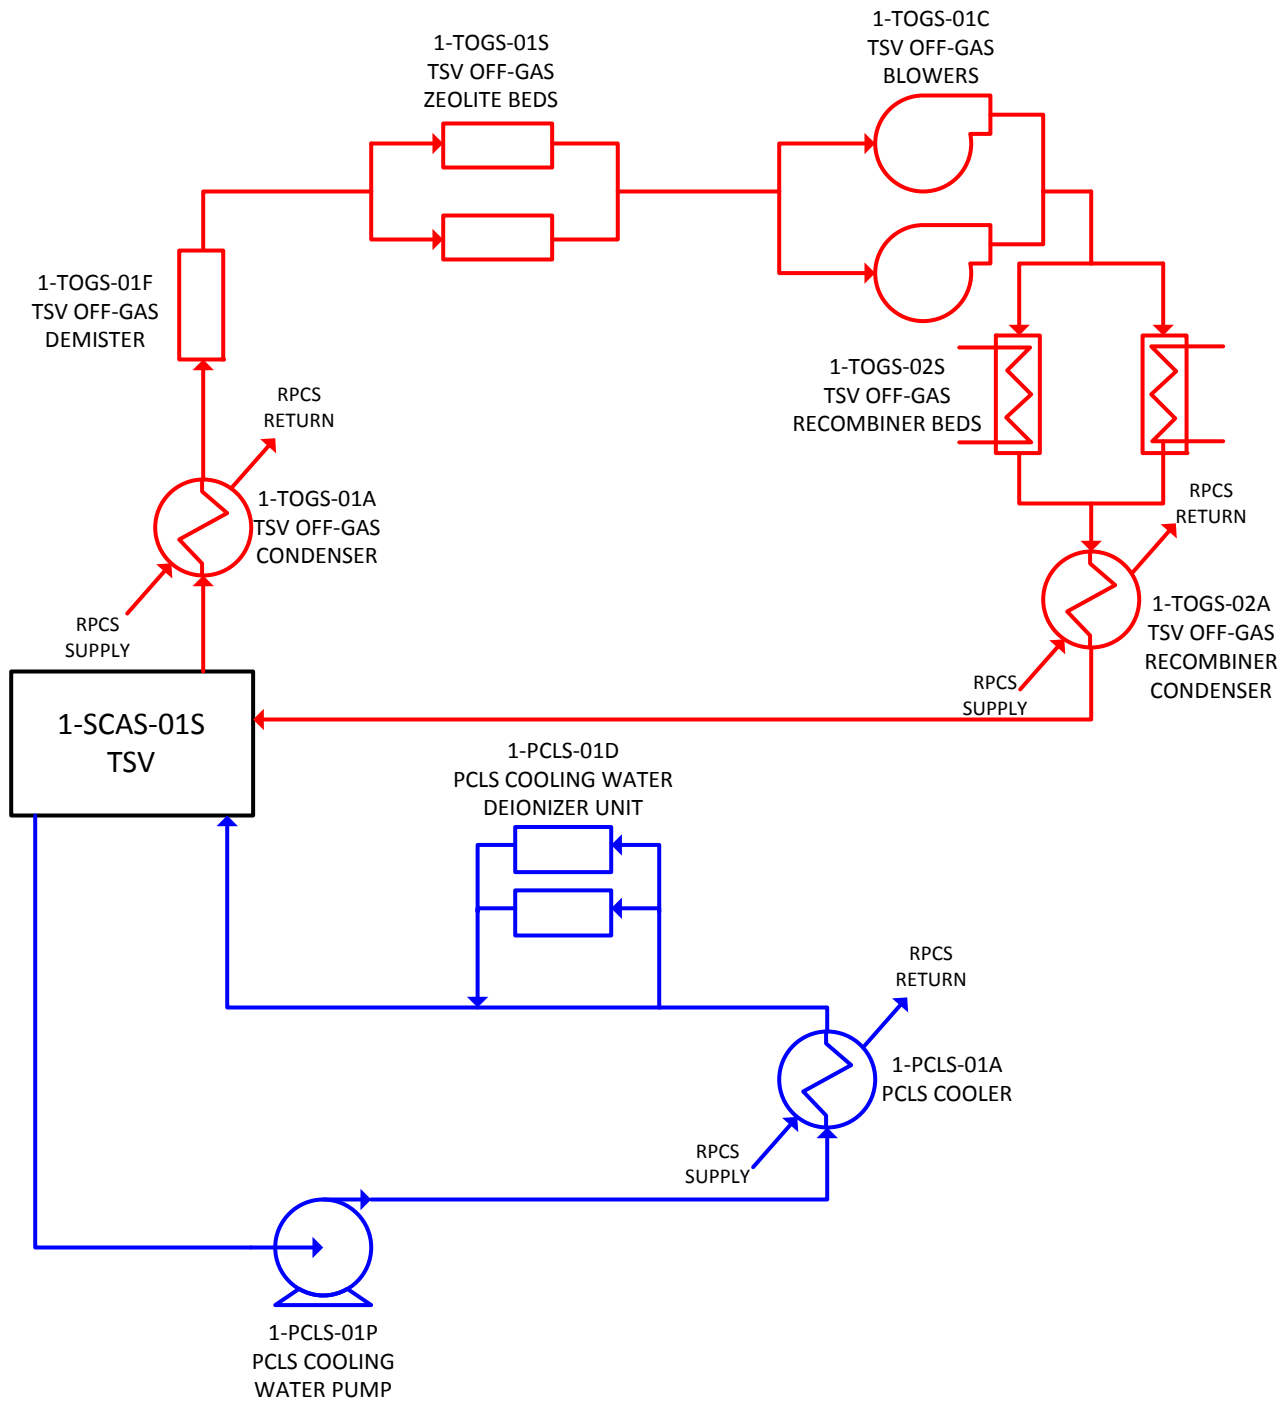 1-TOGS-01C
TSV OFF-GAS
BLOWERS
1-TOGS-01S
TSV OFF-GAS
ZEOLITE BEDS
1-TOGS-01F
TSV OFF-GAS
DEMISTER
1-TOGS-02S
TSV OFF-GAS
RECOMBINER BEDS
RPCS
RETURN
1-TOGS-01A
TSV OFF-GAS
CONDENSER
RPCS
SUPPLY
RPCS
RETURN
1-TOGS-02A
TSV OFF-GAS
RECOMBINER
CONDENSER
RPCS
SUPPLY
1-SCAS-01S
TSV
1-PCLS-01D
PCLS COOLING WATER
DEIONIZER UNIT
RPCS
RETURN
1-PCLS-01A
PCLS COOLER
RPCS
SUPPLY
1-PCLS-01P
PCLS COOLING
WATER PUMP